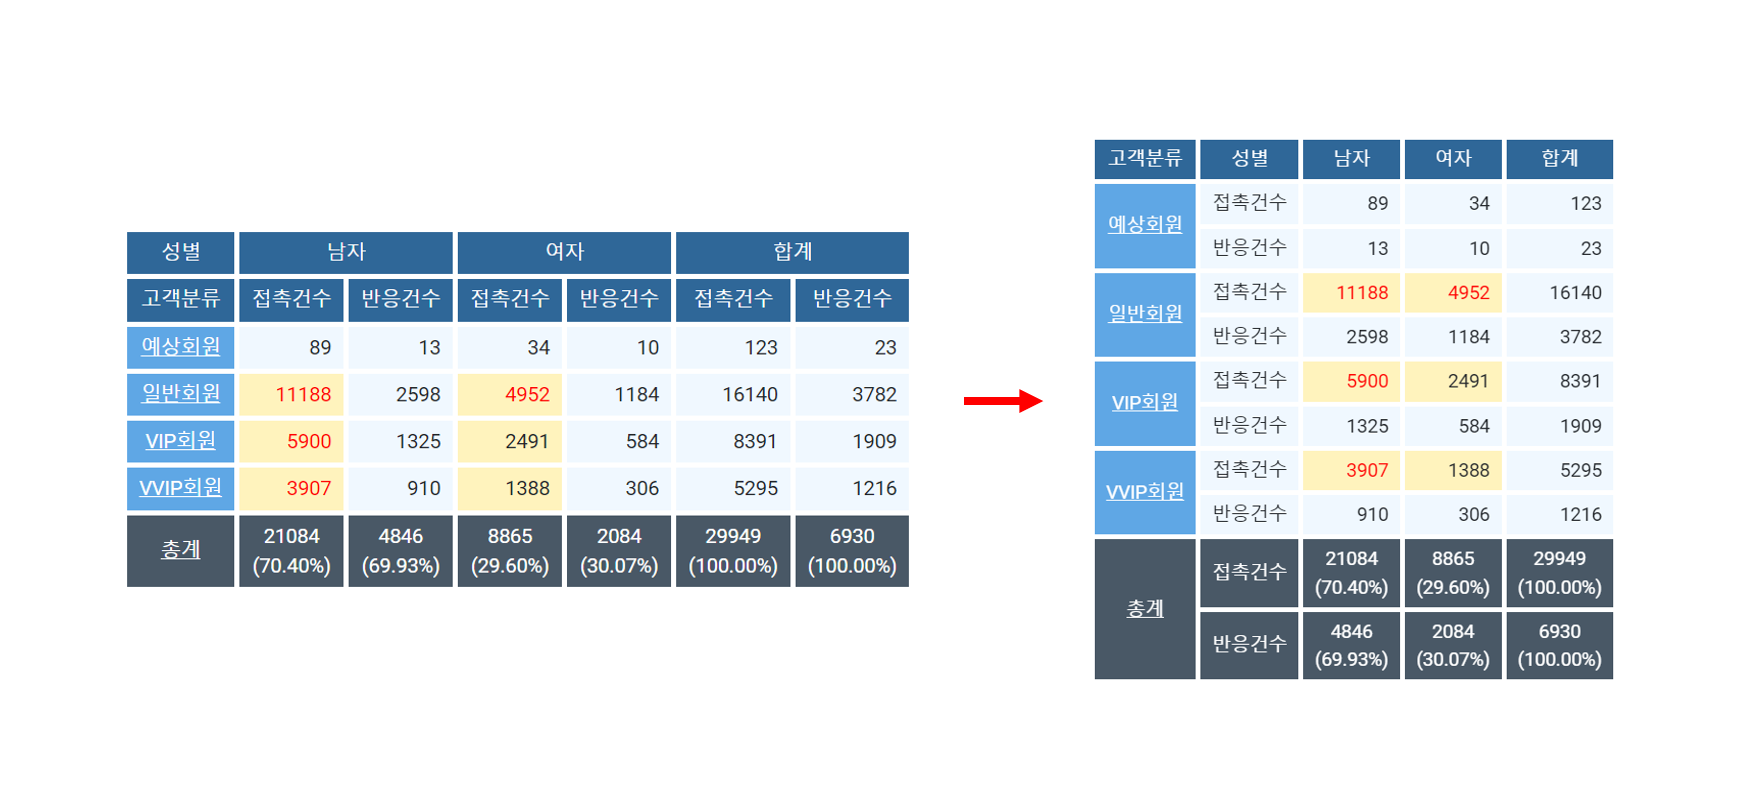 성별 남자 여자 합계
고객분류 접촉건수 반응건수 접촉건수 반응건수 접촉건수 반응건수
예상회원 89 13 34 10 123 23
일반회원 11188 2598 4952 1184 16140 3782
VIP회원 5900 1325 2491 584 8391 1909
VVIP회원 3907 910 1388 306 5295 1216
총계 21084 4846 8865 2084 29949 6930
(70.40%) (69.93%) (29.60%) (30.07%) (100.00%) (100.00%)
고객분류 성별 남자 여자 합계
예상회원 접촉건수 89 34 123
반응건수 13 10 23
일반회원 접촉건수 11188 4952 16140
반응건수 2598 1184 3782
VIP회원 접촉건수 5900 2491 8391
반응건수 1325 584 1909
VVIP회원 접촉건수 3907 1388 5295
반응건수 910 306 1216
총계 접촉건수 21084 8865 29949
(70.40%) (29.60%) (100.00%)
반응건수 4846 2084 6930
(69.93%) (30.07%) (100.00%)